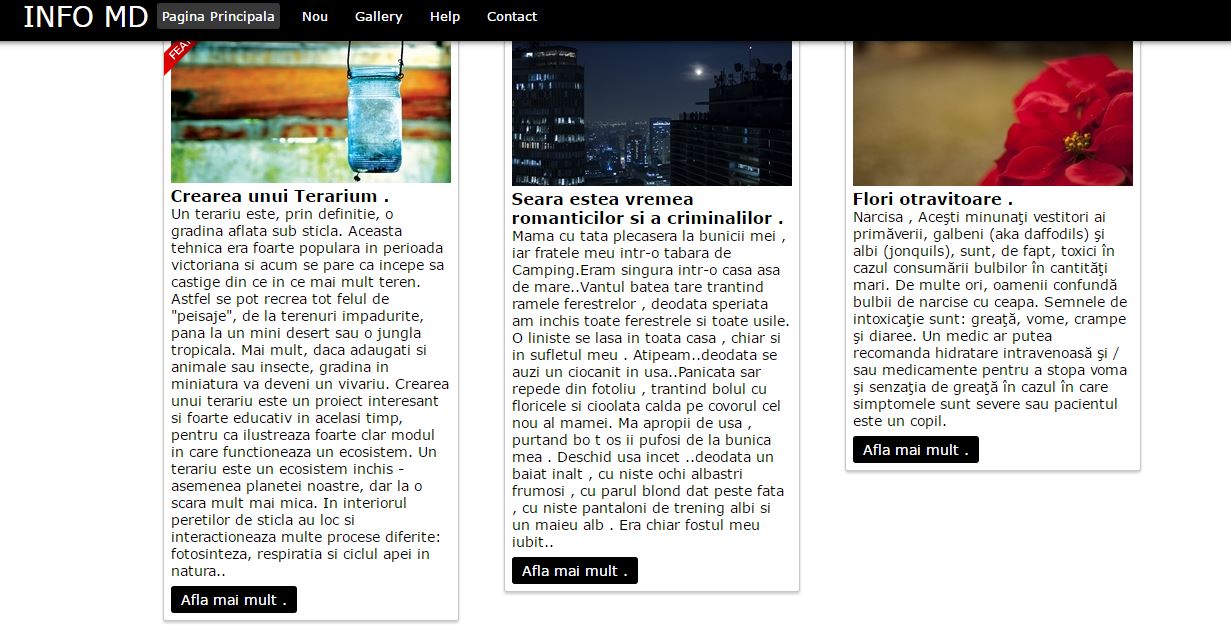 INFO MD Pagina Principala Nou Gallery Help Contact
Crearea unui Terarium .
Un terariu este, prin definitie, o
gradina aflata sub sticla. Aceasta
tehnica era foarte populara in perioada
victoriana si acum se pare ca incepe sa
castige din ce in ce mai mult teren.
Astfel se pot recrea tot felul de
"peisaje", de la terenuri impadurite,
pana la un mini desert sau o jungla
tropicala. Mai mult, daca adaugati si
animale sau insecte, gradina in
miniatura va deveni un vivariu. Crearea
unui terariu este un proiect interesant
si foarte educativ in acelasi timp,
pentru ca ilustreaza foarte clar modul
in care functioneaza un ecosistem. Un
terariu este un ecosistem inchis -
asemenea planetei noastre, dar la o
scara mult mai mica. In interiorul
peretilor de sticla au loc si
interactioneaza multe procese diferite:
fotosinteza, respiratia si ciclul apei in
natura..
Afla mai mult .
Seara estea vremea
romanticilor si a criminalilor .
Mama cu tata plecasera la bunicii mei ,
iar fratele meu intr-o tabara de
Camping.Eram singura intr-o casa asa
de mare..Vantul batea tare trantind
ramele ferestrelor , deodata speriata
am inchis toate ferestrele si toate usile.
O liniste se lasa in toata casa , chiar si
in sufletul meu . Atipeam..deodata se
auzi un ciocanit in usa..Panicata sar
repede din fotoliu , trantind bolul cu
floricele si cioolata calda pe covorul cel
nou al mamei. Ma apropii de usa ,
purtand bo t os ii pufosi de la bunica
mea . Deschid usa incet ..deodata un
baiat inalt , cu niste ochi albastri
frumosi , cu parul blond dat peste fata
, cu niste pantaloni de trening albi si
un maieu alb . Era chiar fostul meu
iubit..
Afla mai mult .
Flori otravitoare .
Narcisa , Aceşti minunaţi vestitori ai
primăverii, galbeni (aka daffodils) şi
albi (jonquils), sunt, de fapt, toxici în
cazul consumării bulbilor în cantităţi
mari. De multe ori, oamenii confundă
bulbii de narcise cu ceapa. Semnele de
intoxicaţie sunt: greaţă, vome, crampe
şi diaree. Un medic ar putea
recomanda hidratare intravenoasă şi /
sau medicamente pentru a stopa voma
şi senzaţia de greaţă în cazul în care
simptomele sunt severe sau pacientul
este un copil.
Afla mai mult .